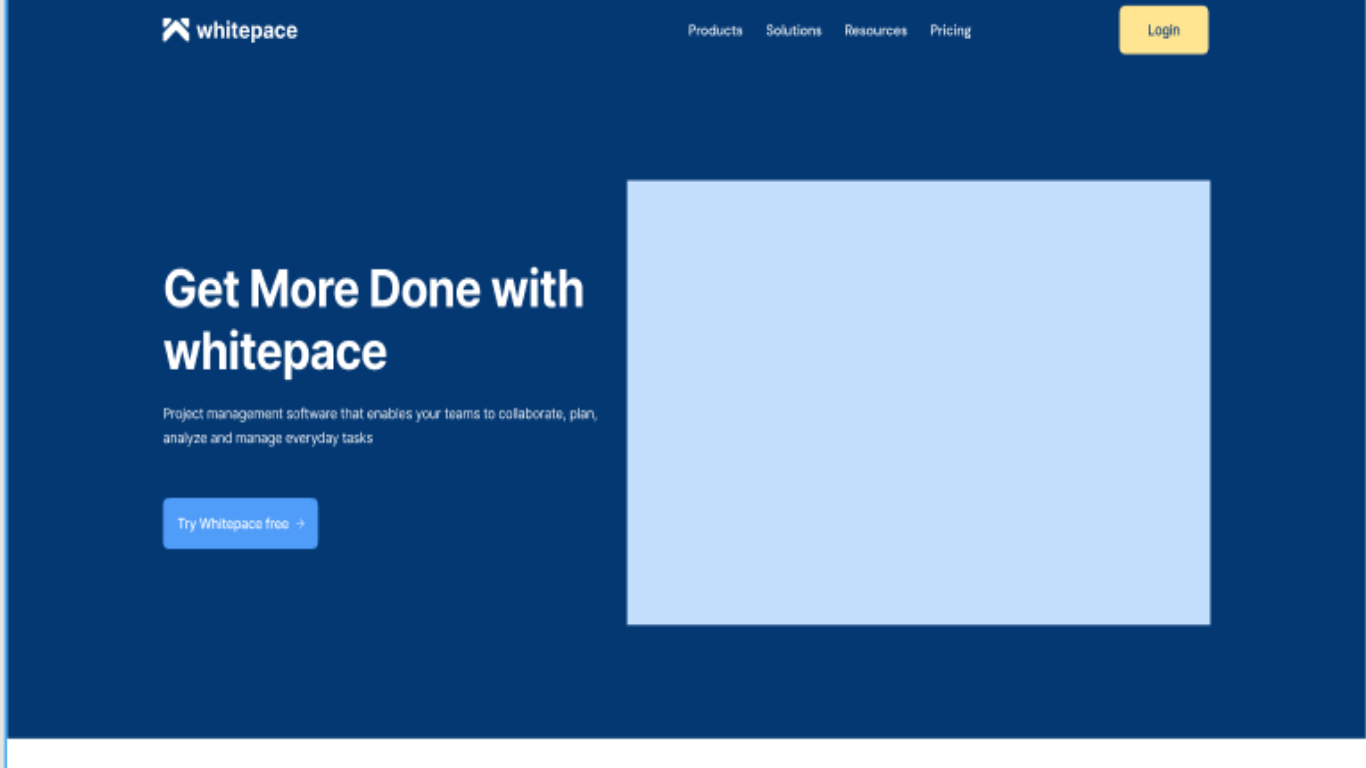 whitepace
Products Solutions Resources Pricing
Login
Get More Done with
whitepace
Project management software that enables your teams to collaborate, plan,
analyze and manage everyday tasks
Try Whitepace free →